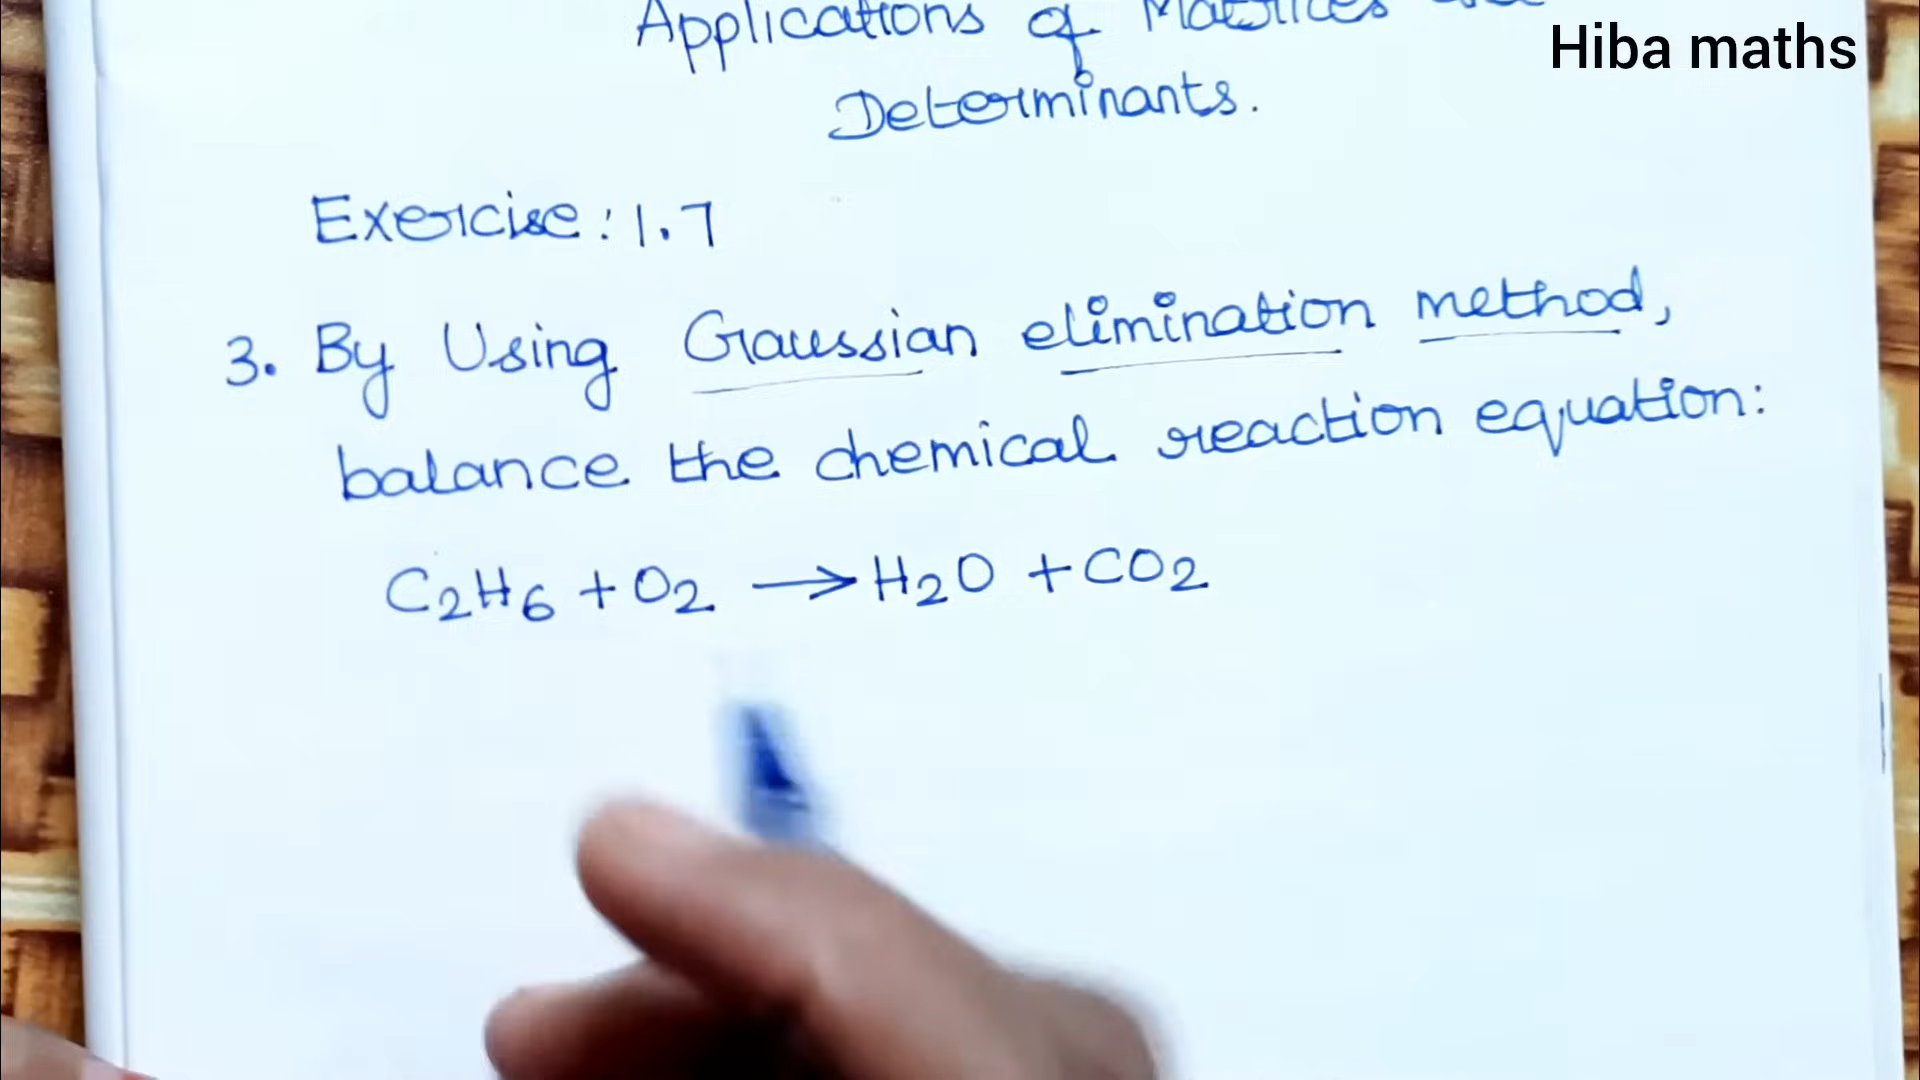 Applications of Matrices
Hiba maths
Determinants.
Exercise: 1.7
3. By Using Gaussian elimination method,
balance the chemical reaction equation:
C₂H₆ + O₂ → H₂O + CO₂